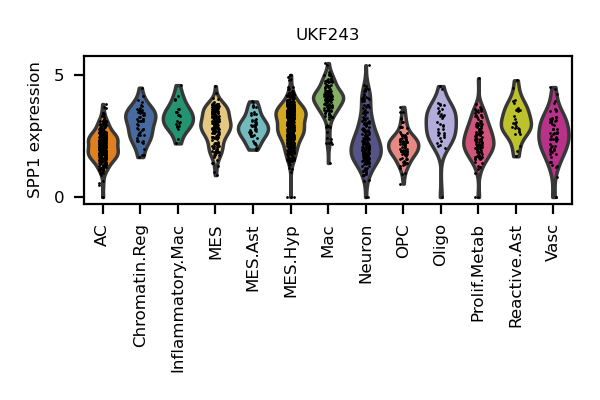 UKF243
SPP1 expression
5
0
AC
Chromatin.Reg
Inflammatory.Mac
MES
MES.Ast
MES.Hyp
Mac
Neuron
OPC
Oligo
Prolif.Metab
Reactive.Ast
Vasc